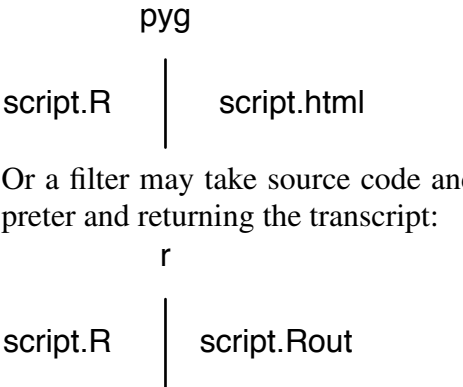 pyg
script.R script.html
Or a filter may take source code and
preter and returning the transcript:
r
script.R script.Rout